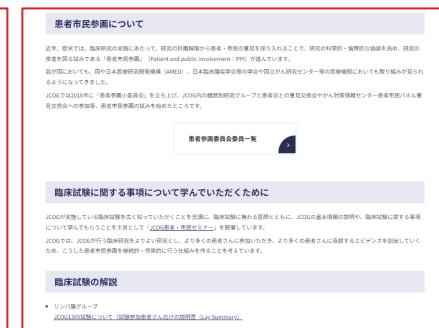 患者市民参画について
近年、欧米では、臨床研究の実施にあたって、研究の計画段階から患者・市民の意見を採り入れることで、研究の科学的・倫理的な価値を高め、研究の
推進を図る試みである「患者市民参画」（Patient and public involvement：PPI）が進んでいます。
我が国においても、国や日本医療研究開発機構（AMED）、日本臨床腫瘍学会等の学会や国立がん研究センター等の医療機関においても取り組みが見られ
るようになってきました。
JCOGでは2018年に「患者参画小委員会」を立ち上げ、JCOG内の臓器別研究グループと患者会との意見交換会やがん対策情報センター患者市民パネル意
見交換会への参加等、患者市民参画の試みを始めたところです。
患者参画委員会委員一覧
臨床試験に関する事項について学んでいただくために
JCOGが実施している臨床試験を広く知っていただくことを念頭に、臨床試験に携わる医師とともに、JCOGの基本情報の説明や、臨床試験に関する事項
について学んでもらうことを主旨として「JCOG患者・市民セミナー」を開催しています。
JCOGでは、JCOGが行う臨床研究をよりよい研究とし、より多くの患者さんに参加いただき、より多くの患者さんに貢献するエビデンスを創出していく
ため、こうした患者市民参画を継続的・恒常的に行う仕組みを作ることを考えています。
臨床試験の解説
• リンパ腫グループ
JCOG1305試験について（試験参加患者さん向けの説明書（Lay Summary）